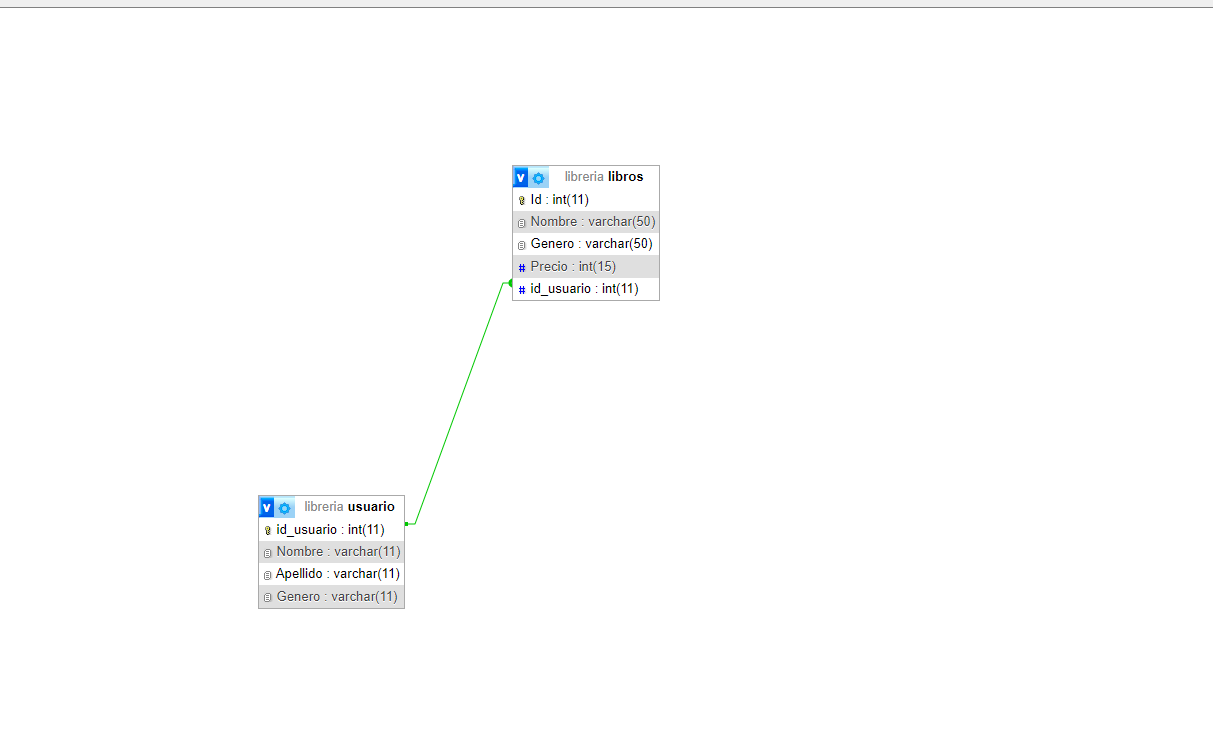 v libreria libros
Id : int(11)
Nombre : varchar(50)
Genero : varchar(50)
# Precio : int(15)
# id_usuario : int(11)
v libreria usuario
id_usuario : int(11)
Nombre : varchar(11)
Apellido : varchar(11)
Genero : varchar(11)